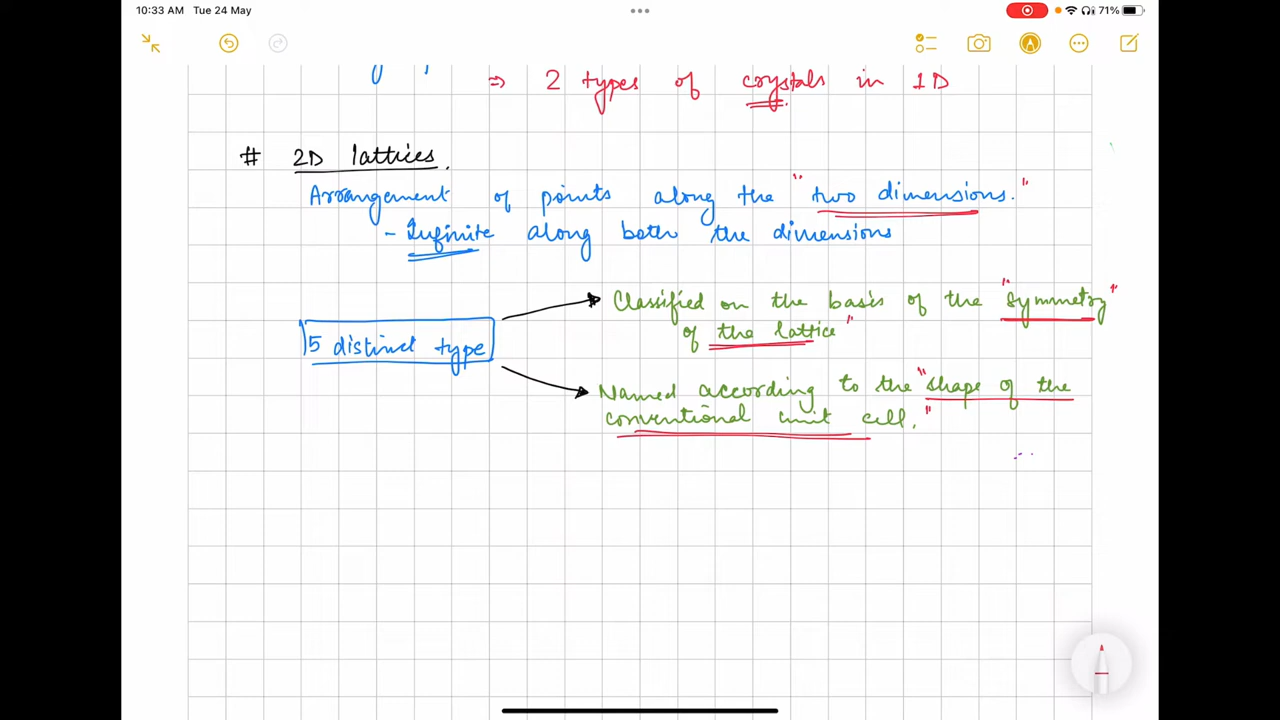 10:33 AM Tue 24 May
71%
⇒ 2 types of crystals in 1D
# 2D lattices.
Arrangement of points along the "two dimensions."
- Infinite along both the dimensions
Classified on the basis of the "symmetry"
of the lattice"
5 distinct type
Named according to the "shape of the
conventional unit cell."